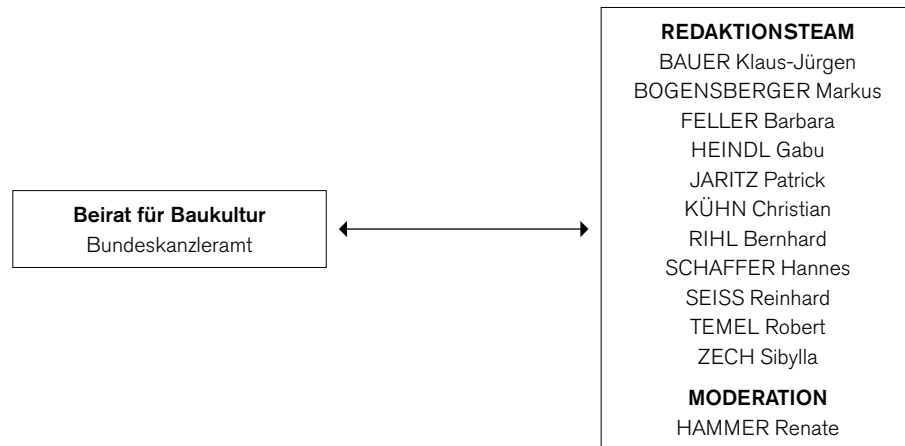 Beirat für Baukultur
Bundeskanzleramt
REDAKTIONSTEAM
BAUER Klaus-Jürgen
BOGENSBERGER Markus
FELLER Barbara
HEINDL Gabu
JARITZ Patrick
KÜHN Christian
RIHL Bernhard
SCHAFFER Hannes
SEISS Reinhard
TEMEL Robert
ZECH Sibylla
MODERATION
HAMMER Renate